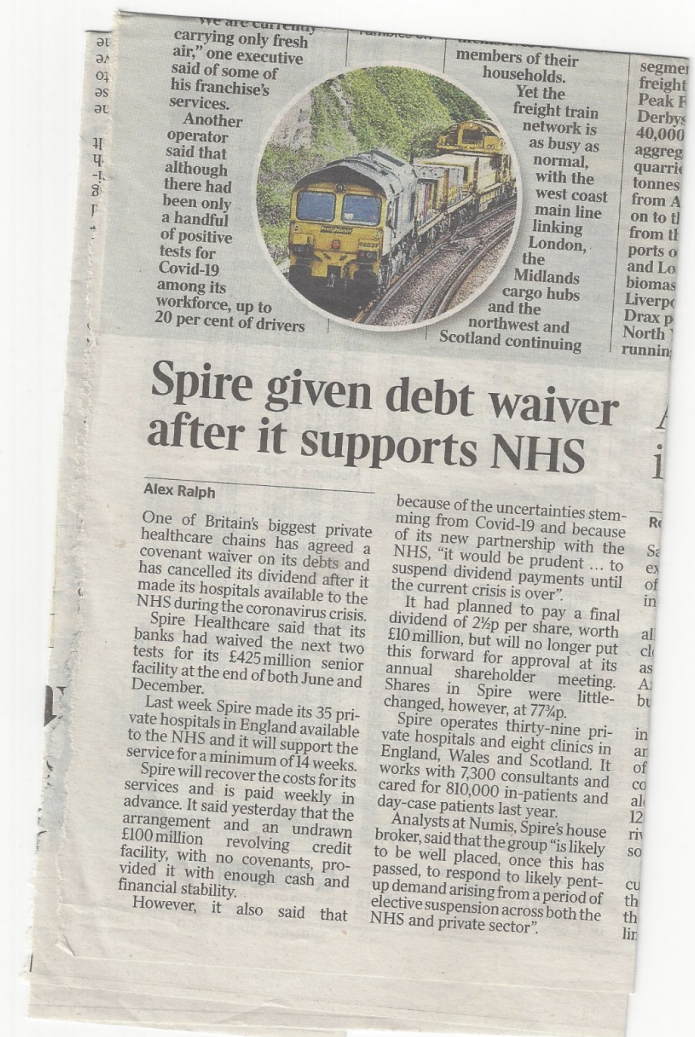 We are currently
carrying only fresh
air,” one executive
said of some of
his franchise’s
services.
Another
operator
said that
although
there had
been only
a handful
of positive
tests for
Covid-19
among its
workforce, up to
20 per cent of drivers
members of their
households.
Yet the
freight train
network is
as busy as
normal,
with the
west coast
main line
linking
London,
the
Midlands
cargo hubs
and the
northwest and
Scotland continuing
freight
Peak
40,000
from A
on to
from
ports o
and Lo
Drax p
North
Spire given debt waiver
after it supports NHS
Alex Ralph
One of Britain’s biggest private
healthcare chains has agreed a
covenant waiver on its debts and
has cancelled its dividend after it
made its hospitals available to the
NHS during the coronavirus crisis.
Spire Healthcare said that its
banks had waived the next two
tests for its £425 million senior
facility at the end of both June and
December.
Last week Spire made its 35 pri-
vate hospitals in England available
to the NHS and it will support the
service for a minimum of 14 weeks.
Spire will recover the costs for its
services and is paid weekly in
advance. It said yesterday that the
arrangement and an undrawn
£100 million revolving credit
facility, with no covenants, pro-
vided it with enough cash and
financial stability.
However, it also said that
because of the uncertainties stem-
ming from Covid-19 and because
of its new partnership with the
NHS, “it would be prudent ... to
suspend dividend payments until
the current crisis is over”.
It had planned to pay a final
dividend of 2½p per share, worth
£10 million, but will no longer put
this forward for approval at its
annual shareholder meeting.
Shares in Spire were little-
changed, however, at 77¾p.
Spire operates thirty-nine pri-
vate hospitals and eight clinics in
England, Wales and Scotland. It
works with 7,300 consultants and
cared for 810,000 in-patients and
day-case patients last year.
Analysts at Numis, Spire’s house
broker, said that the group “is likely
to be well placed, once this has
passed, to respond to likely pent-
up demand arising from a period of
elective suspension across both the
NHS and private sector”.